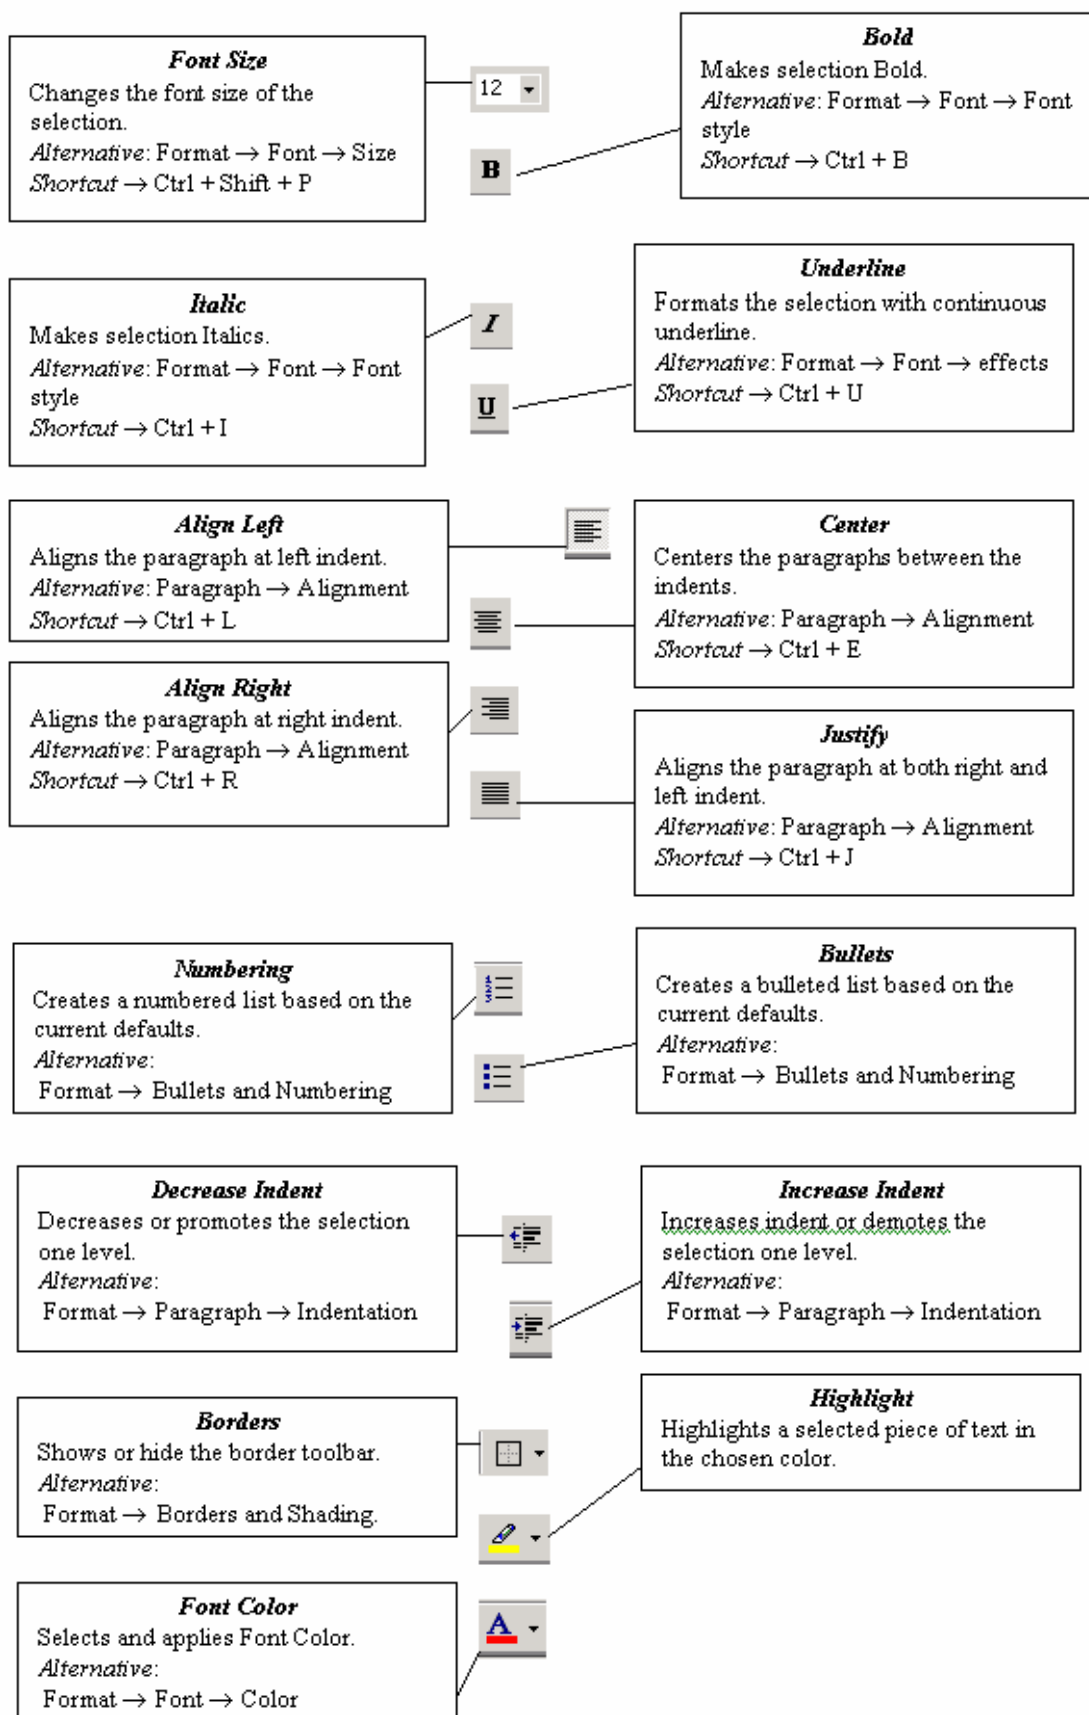 Font Size
Changes the font size of the
selection.
Alternative: Format → Font → Size
Shortcut → Ctrl + Shift + P
12
Bold
Makes selection Bold.
Alternative: Format → Font → Font
style
Shortcut → Ctrl + B
B
Italic
Makes selection Italics.
Alternative: Format → Font → Font
style
Shortcut → Ctrl + I
I
Underline
Formats the selection with continuous
underline.
Alternative: Format → Font → effects
Shortcut → Ctrl + U
U
Align Left
Aligns the paragraph at left indent.
Alternative: Paragraph → Alignment
Shortcut → Ctrl + L
Center
Centers the paragraphs between the
indents.
Alternative: Paragraph → Alignment
Shortcut → Ctrl + E
Align Right
Aligns the paragraph at right indent.
Alternative: Paragraph → Alignment
Shortcut → Ctrl + R
Justify
Aligns the paragraph at both right and
left indent.
Alternative: Paragraph → Alignment
Shortcut → Ctrl + J
Numbering
Creates a numbered list based on the
current defaults.
Alternative:
Format → Bullets and Numbering
Bullets
Creates a bulleted list based on the
current defaults.
Alternative:
Format → Bullets and Numbering
Decrease Indent
Decreases or promotes the selection
one level.
Alternative:
Format → Paragraph → Indentation
Increase Indent
Increases indent or demotes the
selection one level.
Alternative:
Format → Paragraph → Indentation
Borders
Shows or hide the border toolbar.
Alternative:
Format → Borders and Shading.
Highlight
Highlights a selected piece of text in
the chosen color.
Font Color
Selects and applies Font Color.
Alternative:
Format → Font → Color
A